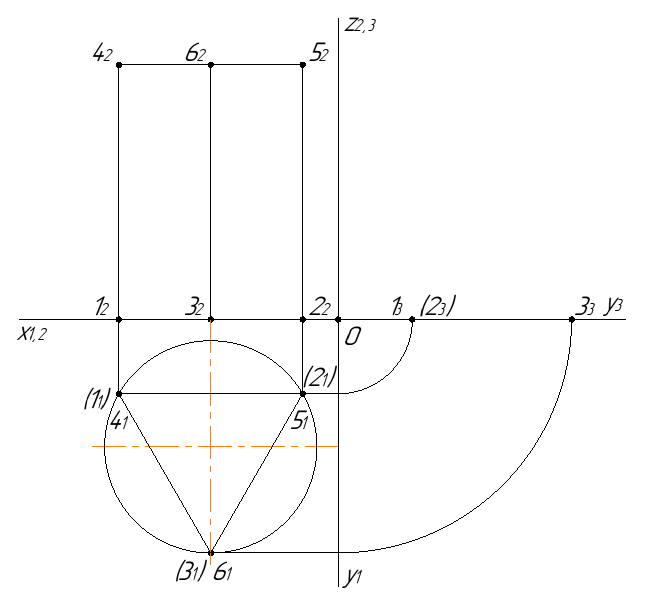 z2,3
42 62 52
12 32 22 13 (23) 33 y3
x1,2 0
(11) (21)
41 51
(31) 61 y1